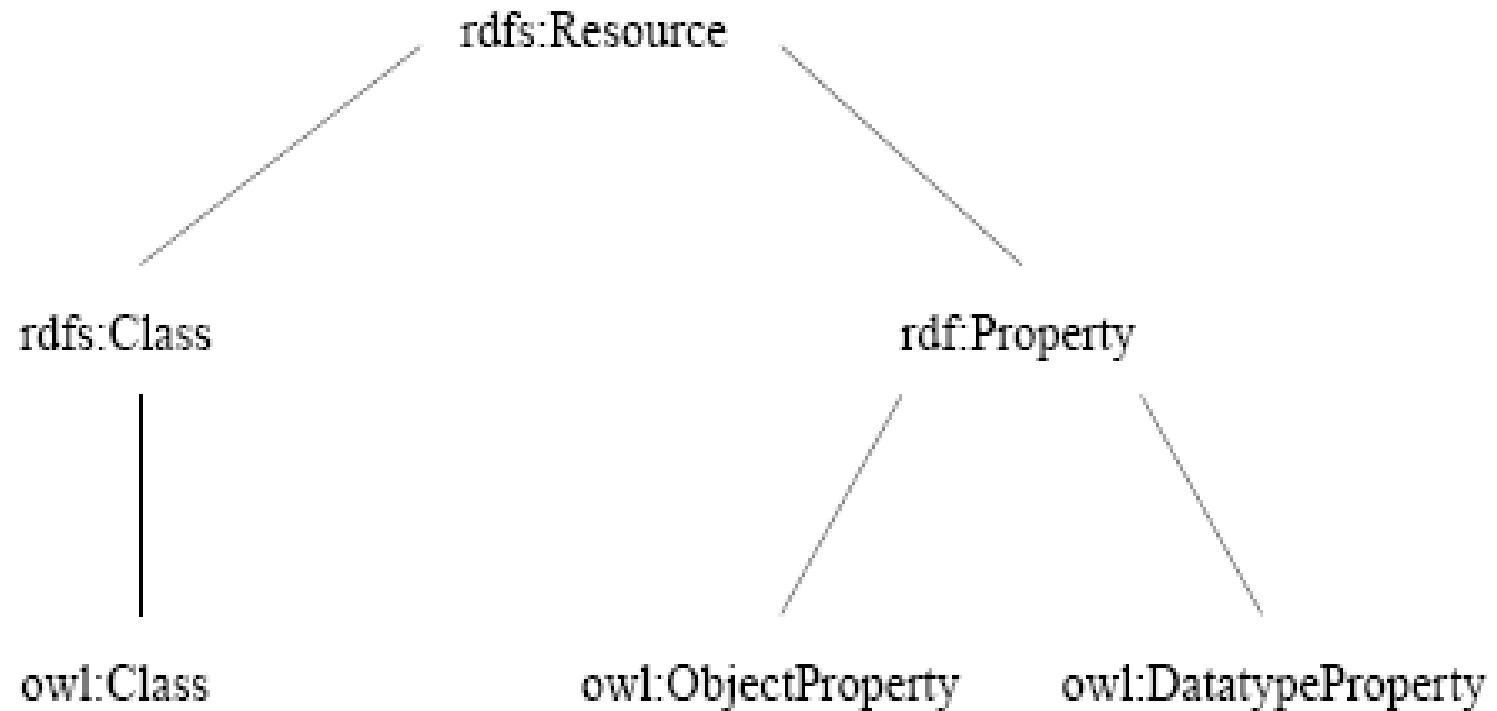 rdfs:Resource
rdfs:Class
rdf:Property
owl:Class
owl:ObjectProperty
owl:DatatypeProperty